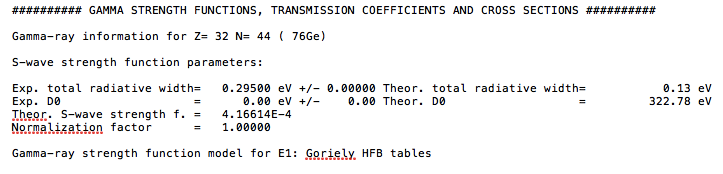 ########## GAMMA STRENGTH FUNCTIONS, TRANSMISSION COEFFICIENTS AND CROSS SECTIONS ##########
Gamma-ray information for Z= 32 N= 44 ( 76Ge)
S-wave strength function parameters:
Exp. total radiative width= 0.29500 eV +/- 0.00000 Theor. total radiative width= 0.13 eV
Exp. D0 = 0.00 eV +/- 0.00 Theor. D0 = 322.78 eV
Theor. S-wave strength f. = 4.16614E-4
Normalization factor = 1.00000
Gamma-ray strength function model for E1: Goriely HFB tables